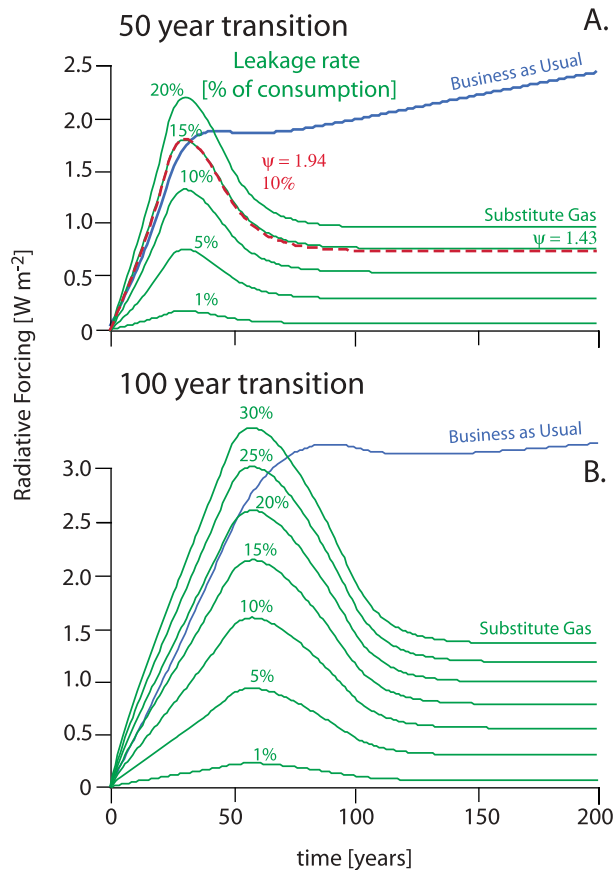 50 year transition
A.
Leakage rate
[% of consumption]
Business as Usual
2.5
20%
2.0
15%
ψ = 1.94
10%
1.5
10%
1.0
Substitute Gas
ψ = 1.43
5%
0.5
1%
0
Radiative Forcing [W m⁻²]
100 year transition
30%
Business as Usual
B.
3.0
25%
2.5
20%
2.0
15%
1.5
10%
Substitute Gas
1.0
5%
0.5
1%
0
0 50 100 150 200
time [years]